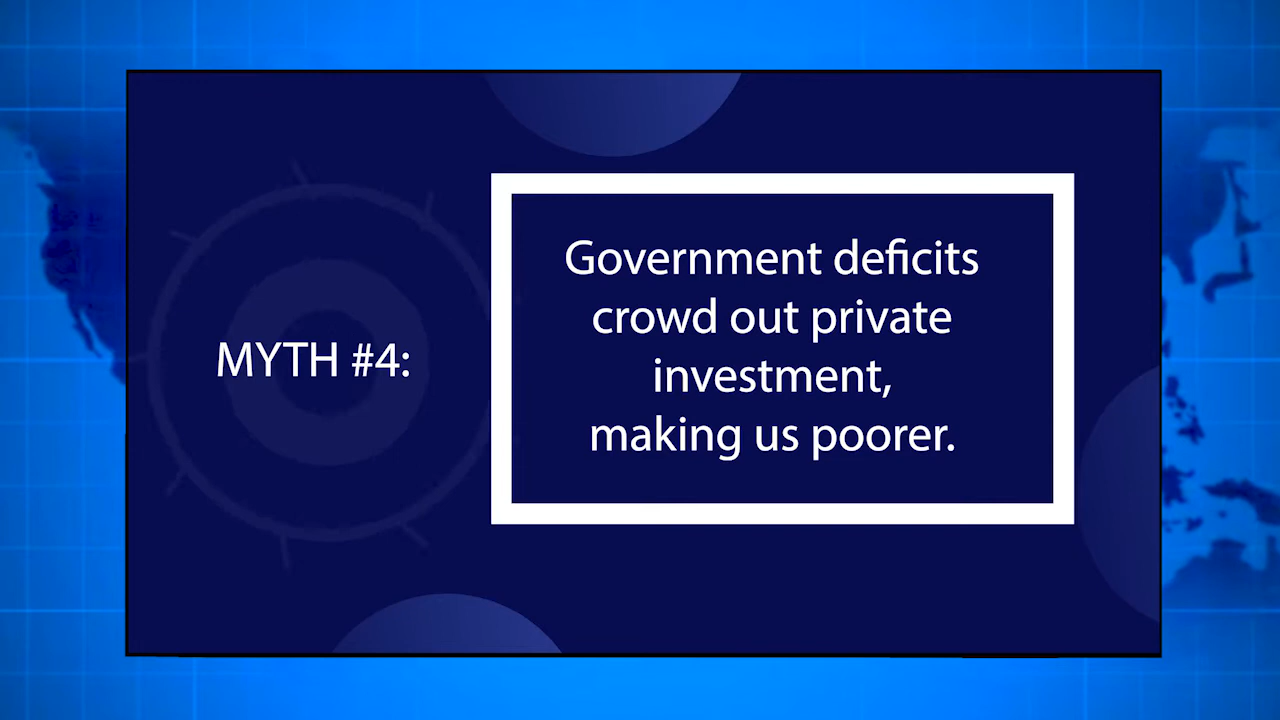 MYTH #4:
Government deficits
crowd out private
investment,
making us poorer.